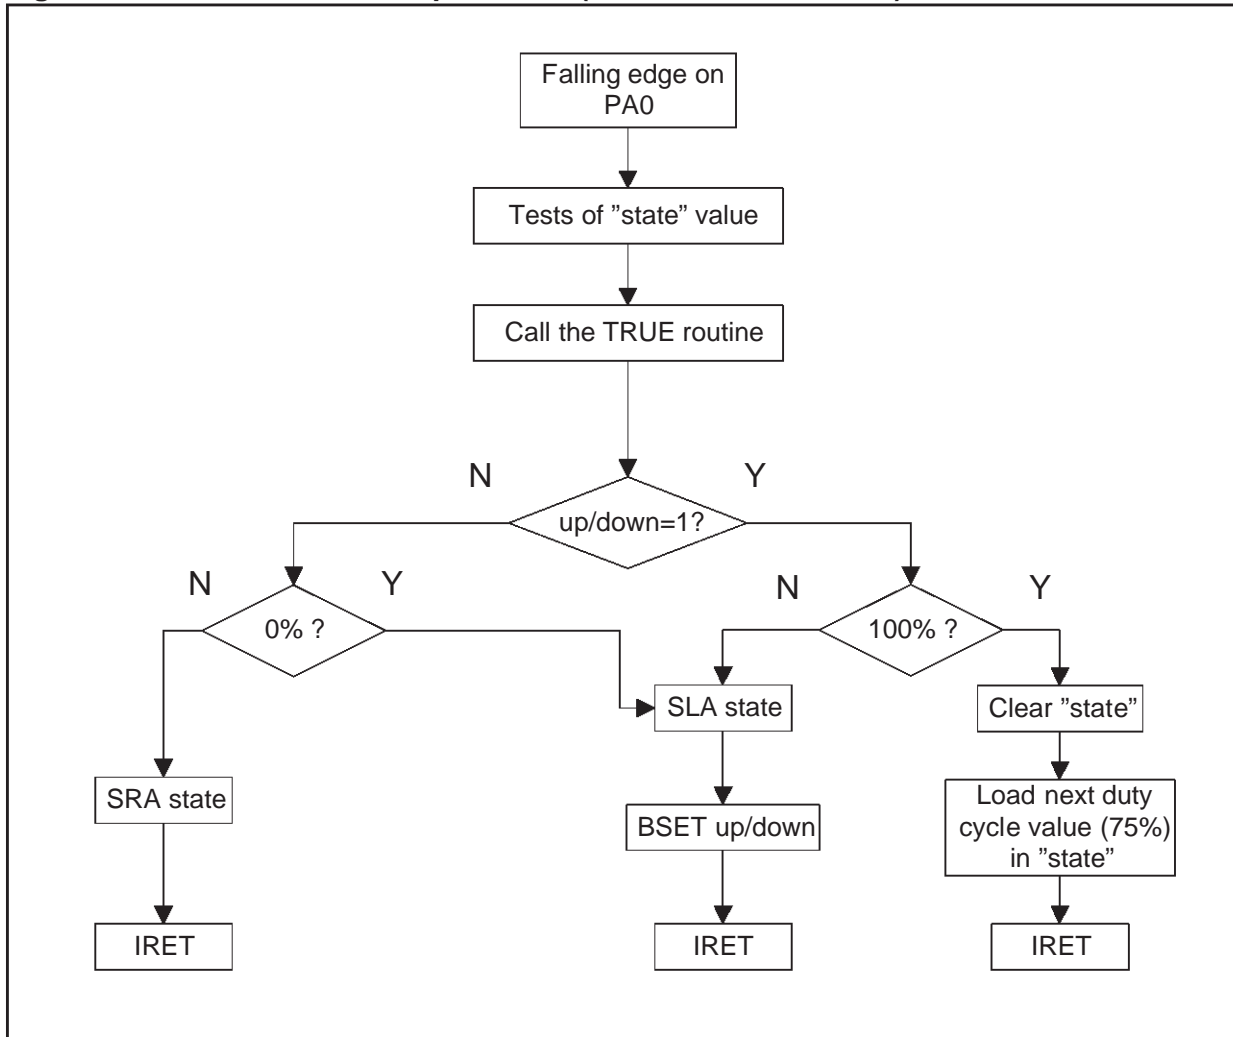 Falling edge on
PA0
Tests of ”state” value
Call the TRUE routine
N
Y
up/down=1?
N
Y
N
Y
0% ?
100% ?
SLA state
Clear ”state”
SRA state
BSET up/down
Load next duty
cycle value (75%)
in ”state”
IRET
IRET
IRET